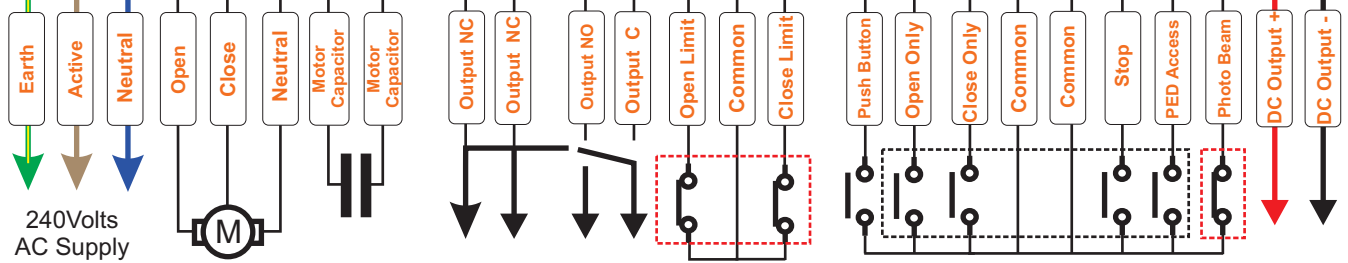 Earth
Active
Neutral
Open
Close
Neutral
Motor
Capacitor
Motor
Capacitor
Output NC
Output NC
Output NO
Output C
Open Limit
Common
Close Limit
Push Button
Open Only
Close Only
Common
Common
Stop
PED Access
Photo Beam
DC Output +
DC Output -
M
240Volts
AC Supply